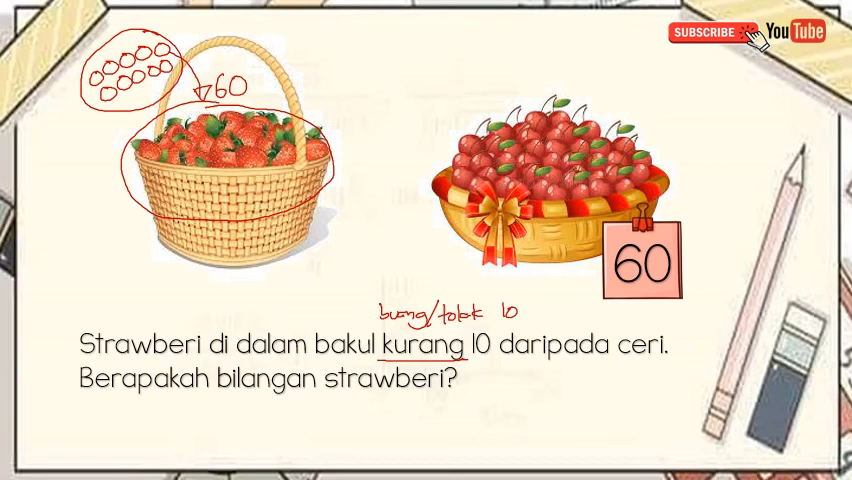 SUBSCRIBE YouTube
60
60
buang/tolak 10
Strawberi di dalam bakul kurang 10 daripada ceri.
Berapakah bilangan strawberi?